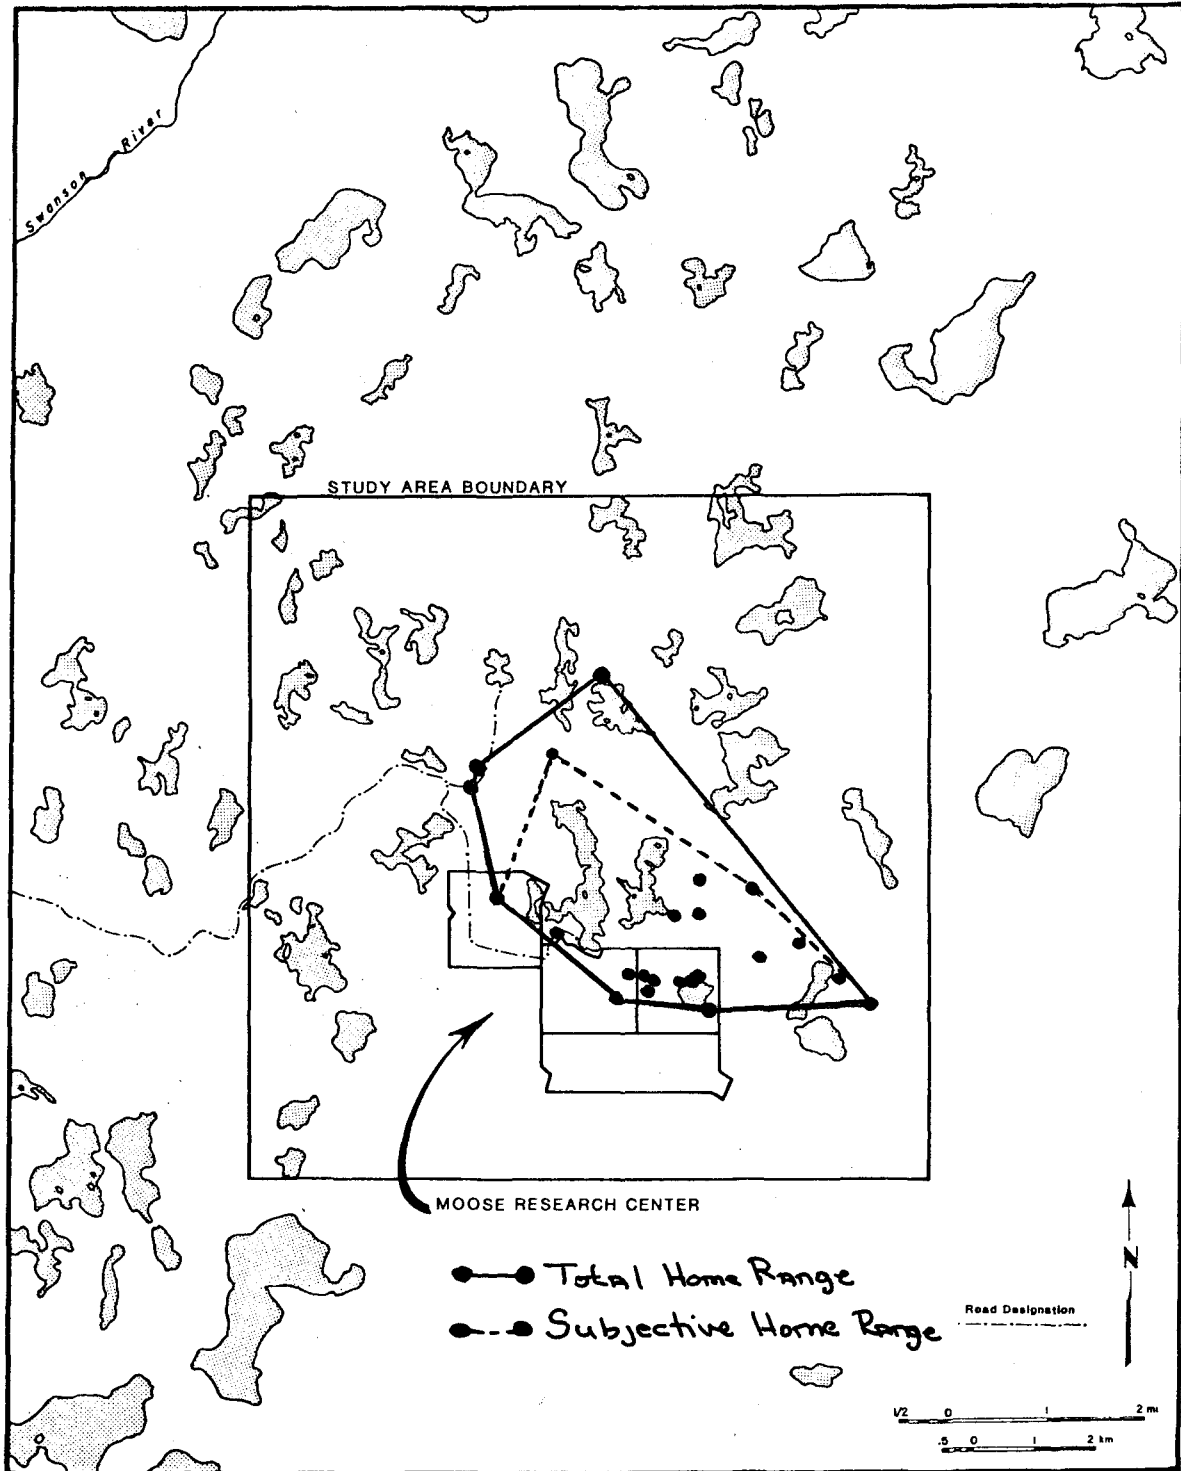 Swanson River
STUDY AREA BOUNDARY
MOOSE RESEARCH CENTER
Total Home Range
Subjective Home Range
N
Road Designation
1/2 0 1 2 mi
.5 0 1 2 km